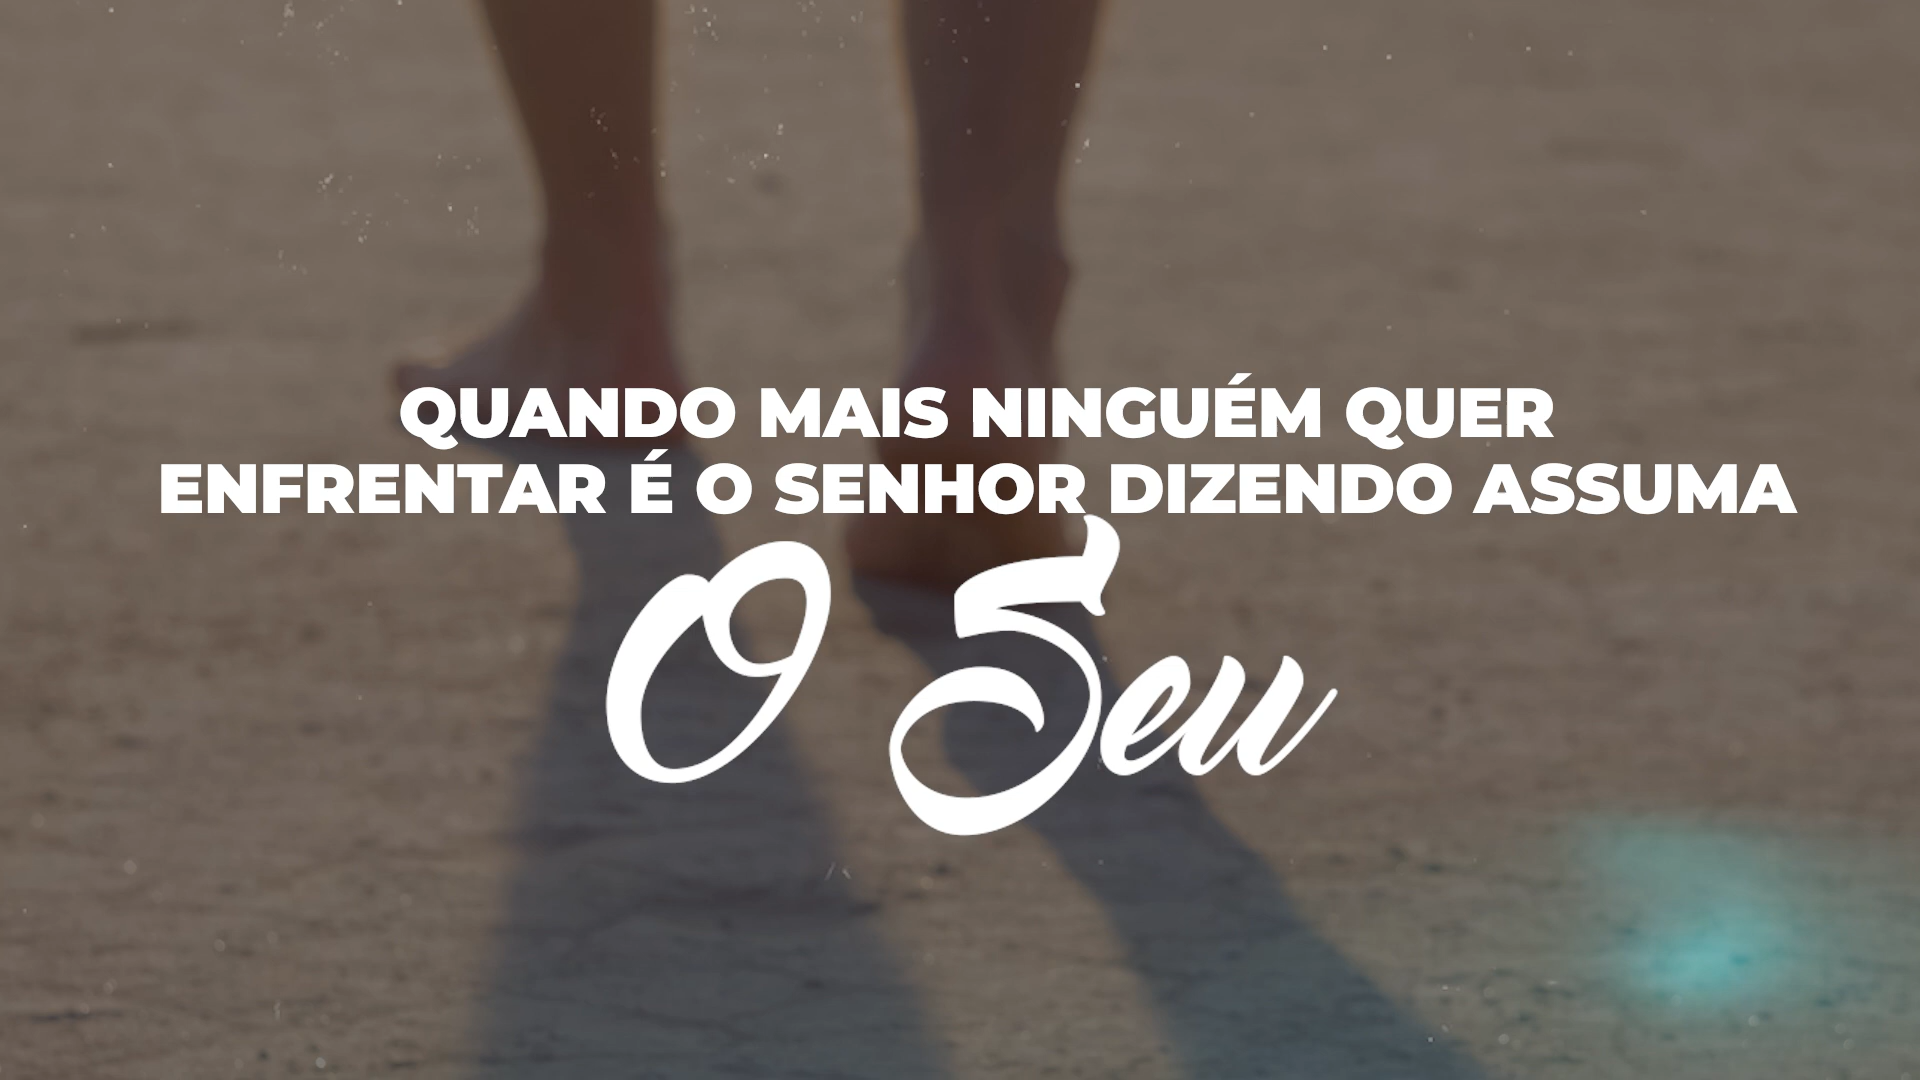 QUANDO MAIS NINGUÉM QUER
ENFRENTAR É O SENHOR DIZENDO ASSUMA
O Seu